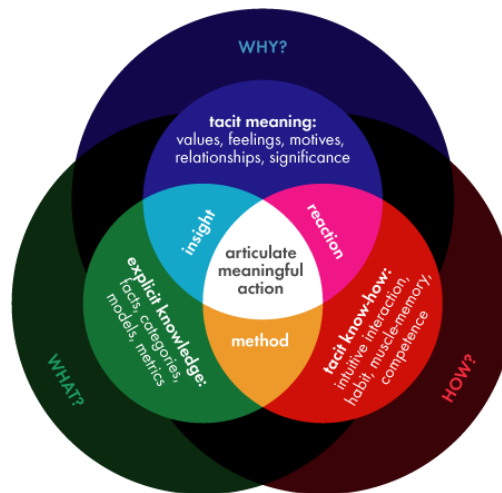 WHY?
tacit meaning:
values, feelings, motives,
relationships, significance
insight
reaction
articulate
meaningful
action
explicit knowledge:
facts, categories,
models, metrics
method
tacit know-how:
intuitive interaction,
habit, muscle-memory,
competence
WHAT?
HOW?